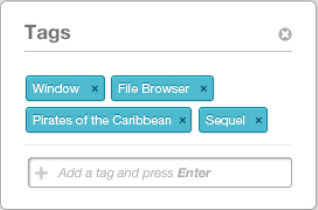 Tags
Window × File Browser ×
Pirates of the Caribbean × Sequel ×
Add a tag and press Enter